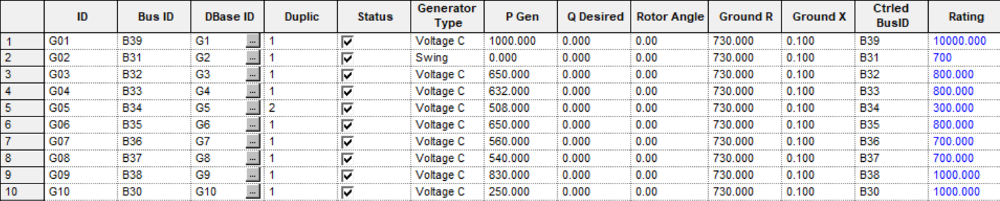 ID Bus ID DBase ID Duplic Status Generator Type P Gen Q Desired Rotor Angle Ground R Ground X Ctrled BusID Rating
1 G01 B39 G1 ... 1 Voltage C 1000.000 0.000 0.00 730.000 0.100 B39 10000.000
2 G02 B31 G2 ... 1 Swing 0.000 0.000 0.00 730.000 0.100 B31 700
3 G03 B32 G3 ... 1 Voltage C 650.000 0.000 0.00 730.000 0.100 B32 800.000
4 G04 B33 G4 ... 1 Voltage C 632.000 0.000 0.00 730.000 0.100 B33 800.000
5 G05 B34 G5 ... 2 Voltage C 508.000 0.000 0.00 730.000 0.100 B34 300.000
6 G06 B35 G6 ... 1 Voltage C 650.000 0.000 0.00 730.000 0.100 B35 800.000
7 G07 B36 G7 ... 1 Voltage C 560.000 0.000 0.00 730.000 0.100 B36 700.000
8 G08 B37 G8 ... 1 Voltage C 540.000 0.000 0.00 730.000 0.100 B37 700.000
9 G09 B38 G9 ... 1 Voltage C 830.000 0.000 0.00 730.000 0.100 B38 1000.000
10 G10 B30 G10 ... 1 Voltage C 250.000 0.000 0.00 730.000 0.100 B30 1000.000